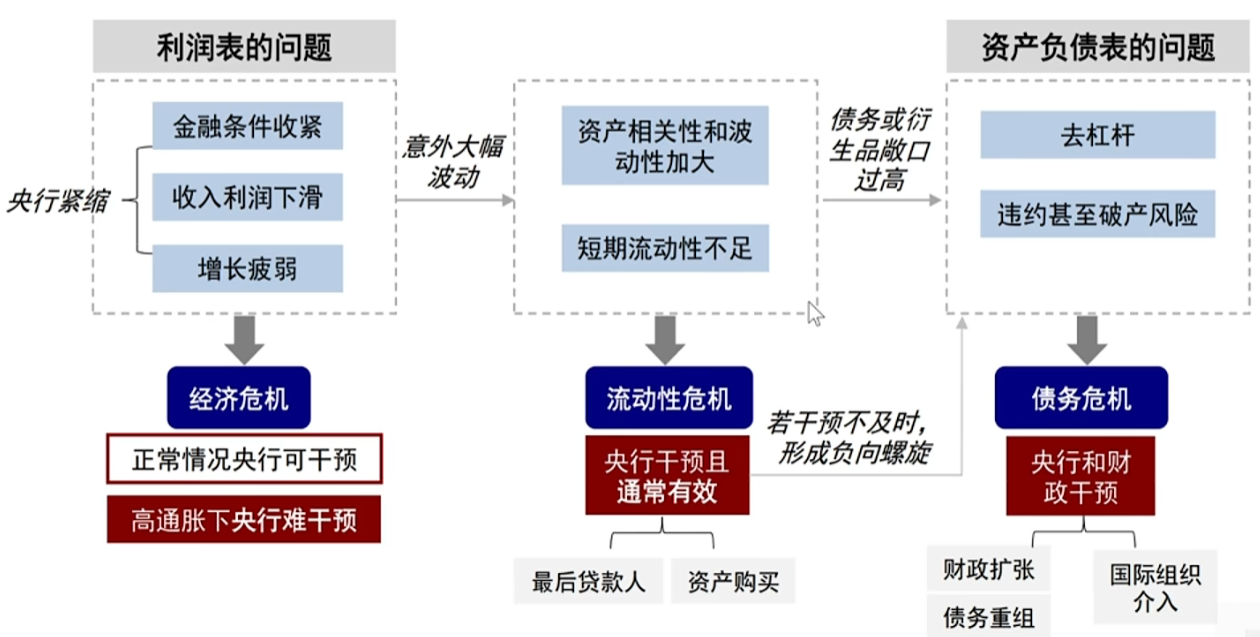 利润表的问题
资产负债表的问题
央行紧缩
金融条件收紧
收入利润下滑
增长疲弱
意外大幅
波动
资产相关性和波
动性加大
短期流动性不足
债务或衍
生品敞口
过高
去杠杆
违约甚至破产风险
经济危机
正常情况央行可干预
高通胀下央行难干预
流动性危机
央行干预且
通常有效
最后贷款人
资产购买
若干预不及时，
形成负向螺旋
债务危机
央行和财
政干预
财政扩张
债务重组
国际组织
介入